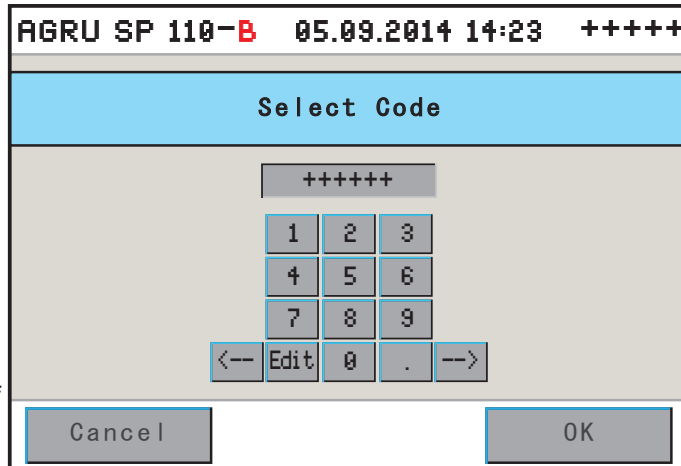 AGRU SP 110-B 05.09.2014 14:23 +++++
Select Code
++++++
1 2 3
4 5 6
7 8 9
<-- Edit 0 . -->
Cancel OK